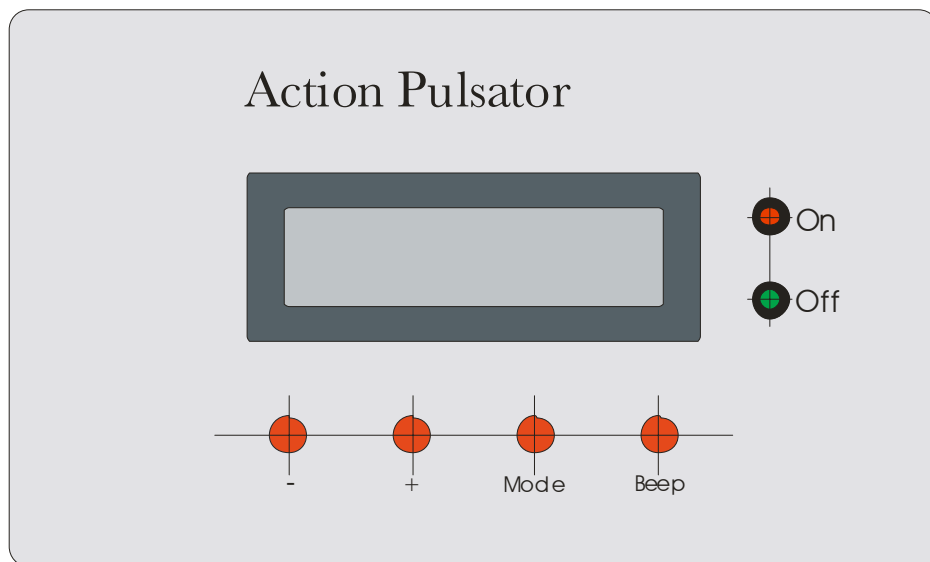 Action Pulsator
On
Off
- + Mode Beep